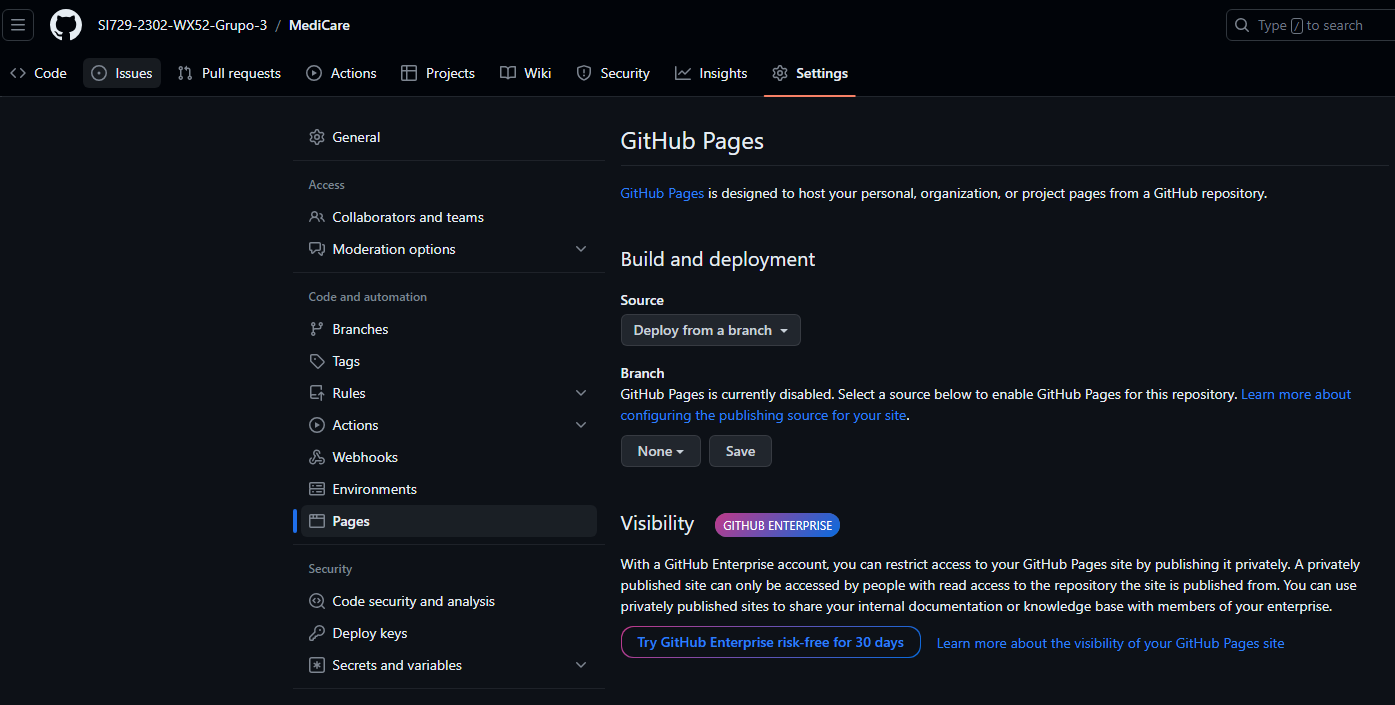 SI729-2302-WX52-Grupo-3 / MediCare
Type / to search
Code
Issues
Pull requests
Actions
Projects
Wiki
Security
Insights
Settings
General
Access
Collaborators and teams
Moderation options
Code and automation
Branches
Tags
Rules
Actions
Webhooks
Environments
Pages
Security
Code security and analysis
Deploy keys
Secrets and variables
GitHub Pages
GitHub Pages is designed to host your personal, organization, or project pages from a GitHub repository.
Build and deployment
Source
Deploy from a branch
Branch
GitHub Pages is currently disabled. Select a source below to enable GitHub Pages for this repository. Learn more about
configuring the publishing source for your site.
None
Save
Visibility
GITHUB ENTERPRISE
With a GitHub Enterprise account, you can restrict access to your GitHub Pages site by publishing it privately. A privately
published site can only be accessed by people with read access to the repository the site is published from. You can use
privately published sites to share your internal documentation or knowledge base with members of your enterprise.
Try GitHub Enterprise risk-free for 30 days
Learn more about the visibility of your GitHub Pages site